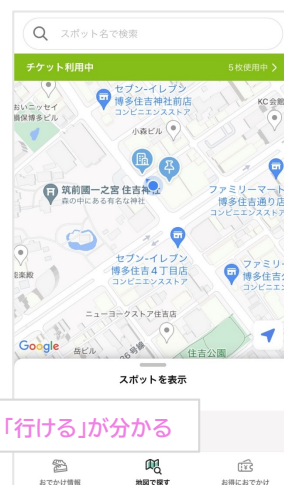 スポット名で検索
チケット利用中
5枚使用中 >
セブン-イレブン
博多住吉神社前店
コンビニエンスストア
KC会館
おいニッセイ
損保博多ビル
小森ビル
筑前國一之宮 住吉神社
森の中にある有名な神社
ファミリーマート
博多住吉通り店
コンビニエンスス
セブン-イレブン
博多住吉4丁目店
コンビニエンスストア
ファミリー
博多住吉
コンビニエ
能楽殿
ニューヨークストア住吉店
Google
岳ビル
住吉公園
スポットを表示
「行ける」が分かる
おでかけ情報
地図で探す
お得におでかけ